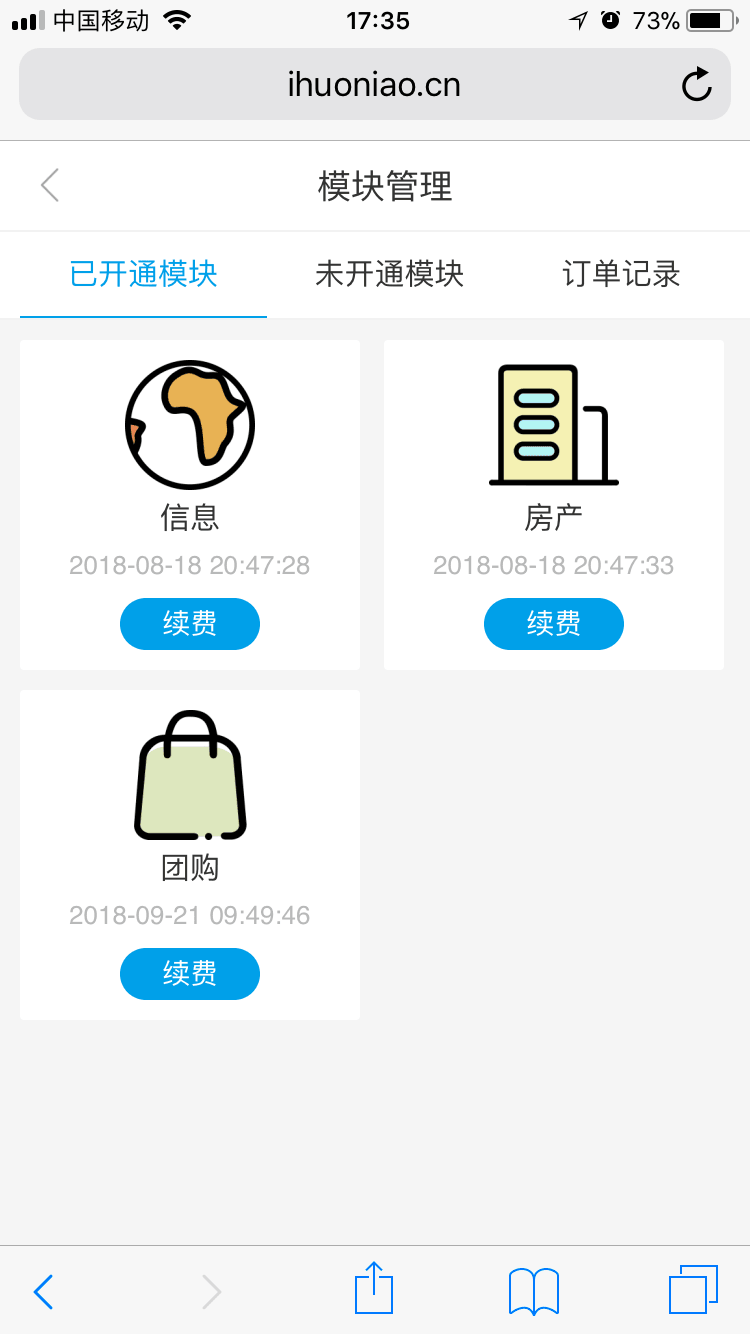 中国移动 17:35 73%
ihuoniao.cn
模块管理
已开通模块 未开通模块 订单记录
信息 房产
2018-08-18 20:47:28 2018-08-18 20:47:33
续费 续费
团购
2018-09-21 09:49:46
续费